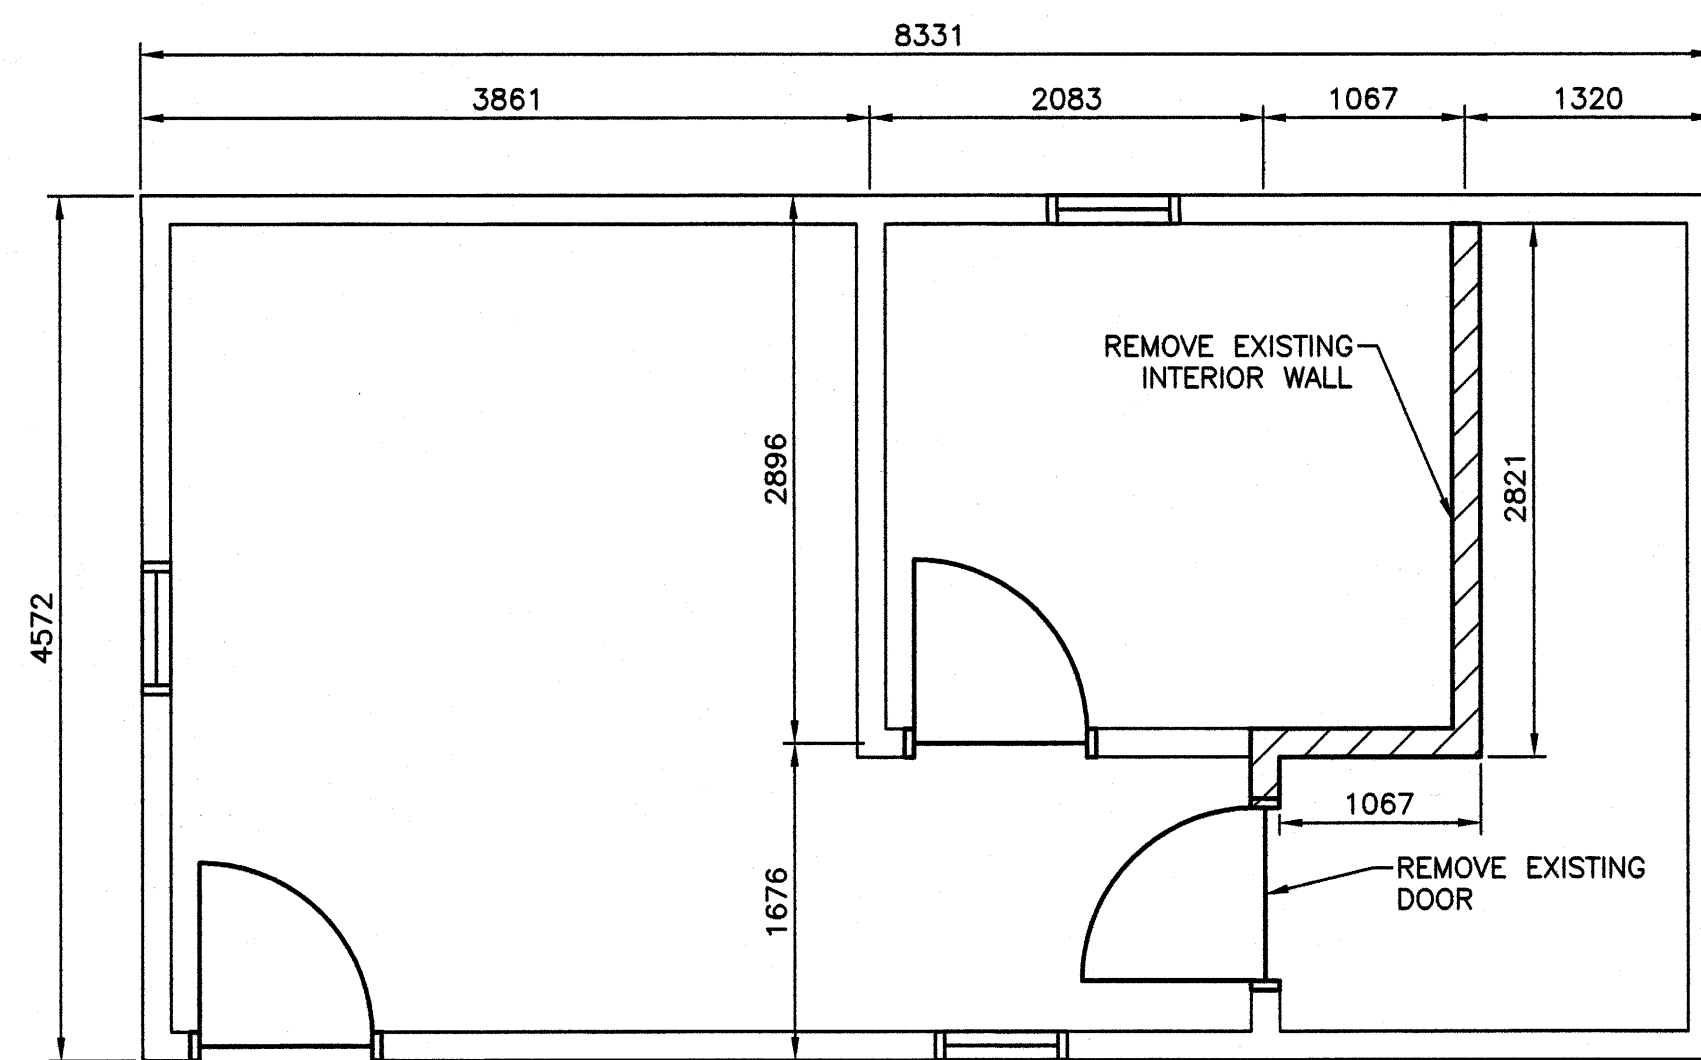 8331
3861
2083
1067
1320
REMOVE EXISTING
INTERIOR WALL
2896
2821
4572
1067
REMOVE EXISTING
DOOR
1676